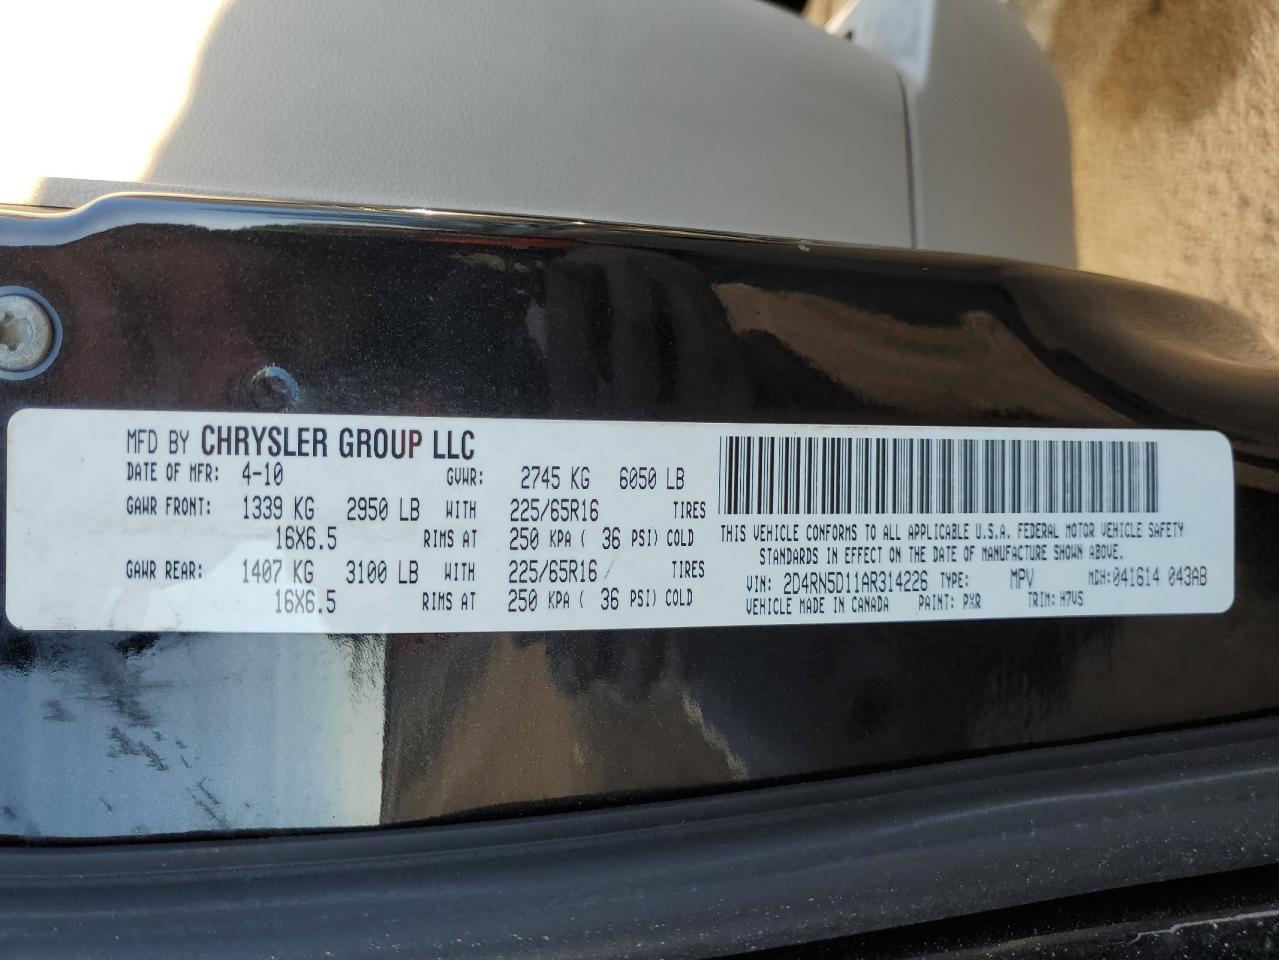 MFD BY CHRYSLER GROUP LLC
DATE OF MFR: 4-10 GVWR: 2745 KG 6050 LB
GAWR FRONT: 1339 KG 2950 LB WITH 225/65R16 TIRES
16X6.5 RIMS AT 250 KPA ( 36 PSI) COLD
GAWR REAR: 1407 KG 3100 LB WITH 225/65R16 TIRES
16X6.5 RIMS AT 250 KPA ( 36 PSI) COLD
THIS VEHICLE CONFORMS TO ALL APPLICABLE U.S.A. FEDERAL MOTOR VEHICLE SAFETY
STANDARDS IN EFFECT ON THE DATE OF MANUFACTURE SHOWN ABOVE.
VIN: 2D4RN5D11AR314226 TYPE: MPV MDH: 041614 043AB
VEHICLE MADE IN CANADA PAINT: PXR TRIM: H7VS